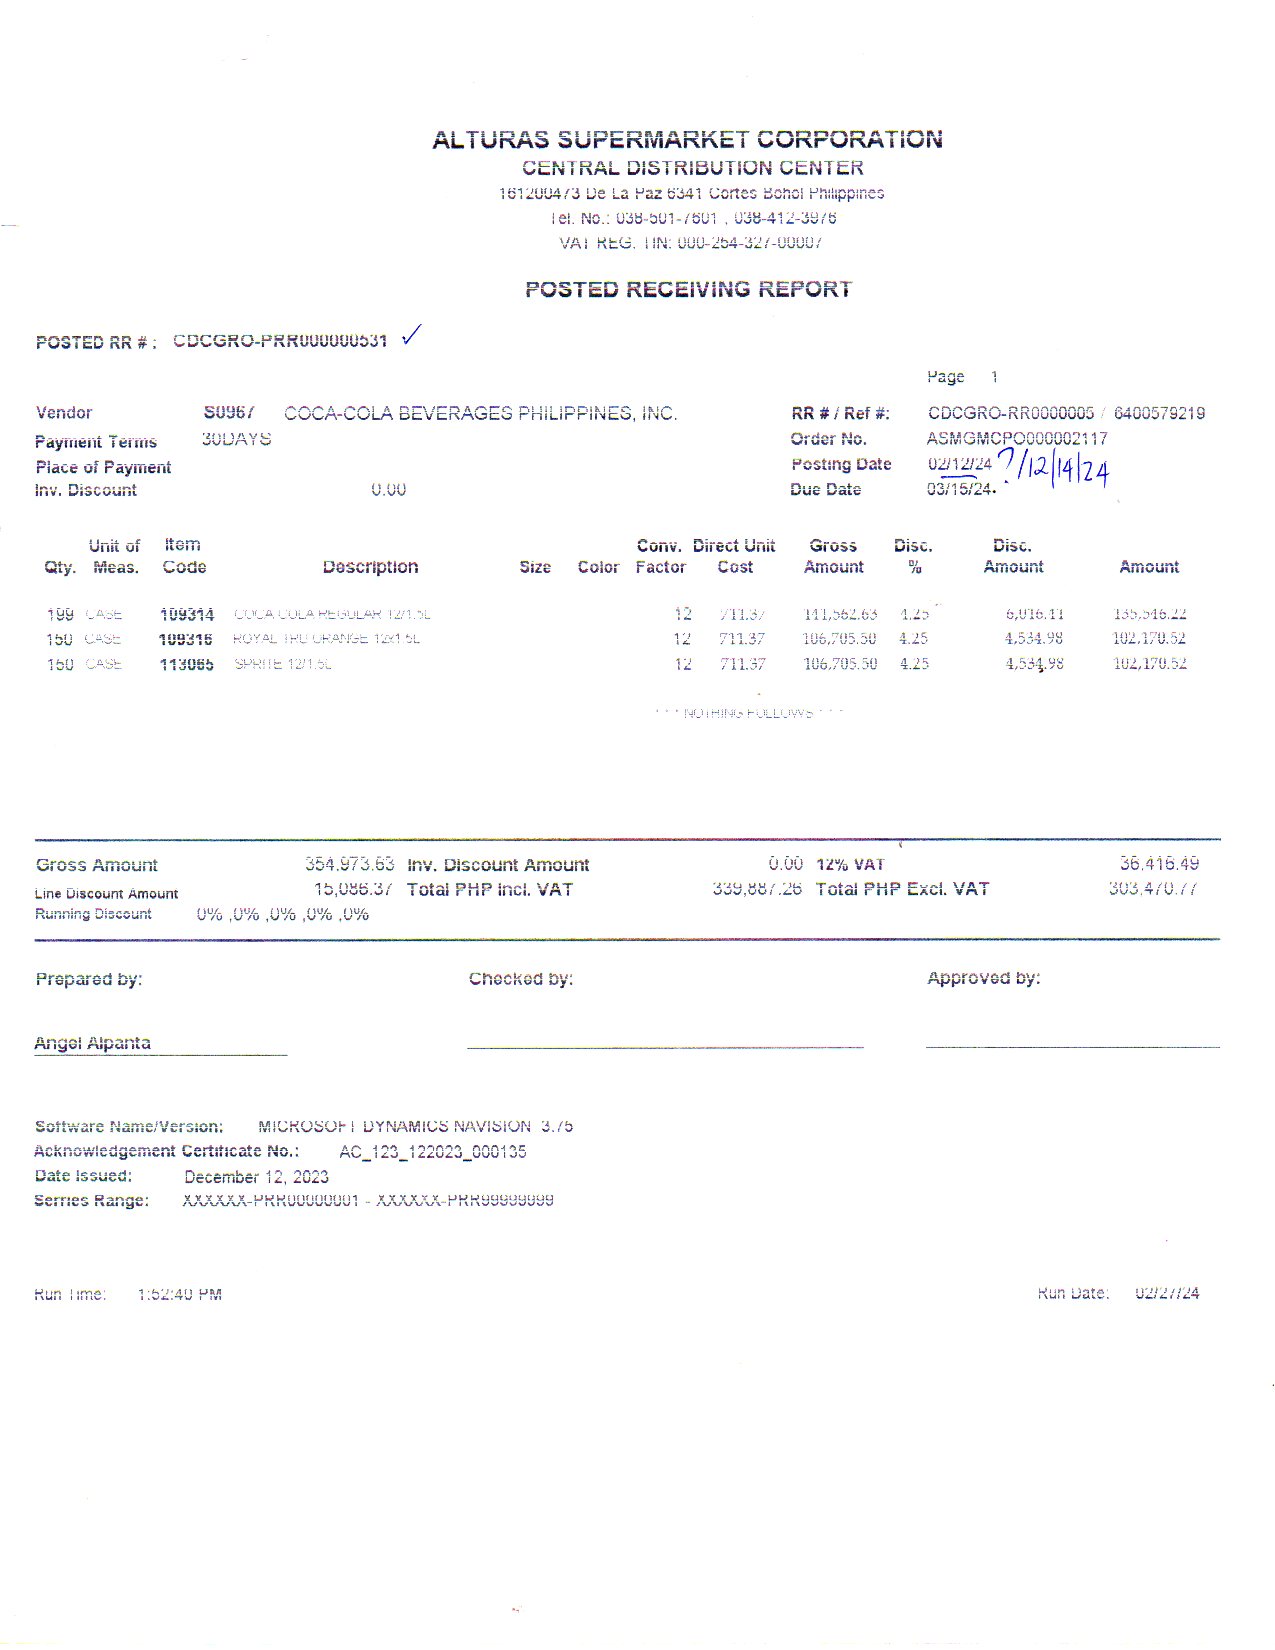 ALTURAS SUPERMARKET CORPORATION
CENTRAL DISTRIBUTION CENTER
De La Paz 6341 Cortes Bohol Philippines
Tel. No.: 038-501-7601 , 038-412-3976
VAT REG. TIN: 000-254-327-00007
POSTED RECEIVING REPORT
POSTED RR # : CDCGRO-PRR000000531 ✓
Page 1
Vendor S0967 COCA-COLA BEVERAGES PHILIPPINES, INC. RR # / Ref #: CDCGRO-RR0000005 / 6400579219
Payment Terms 30DAYS Order No. ASMGMCPO000002117
Place of Payment Posting Date 02/12/24 ?/12/14/24
Inv. Discount 0.00 Due Date 03/15/24
Unit of Item Conv. Direct Unit Gross Disc. Disc.
Qty. Meas. Code Description Size Color Factor Cost Amount % Amount Amount
199 CASE 109314 COCA COLA REGULAR 12/1.5L 12 711.37 141,562.63 4.25 6,016.41 135,546.22
150 CASE 109316 ROYAL TRU ORANGE 12X1.5L 12 711.37 106,705.50 4.25 4,534.98 102,170.52
150 CASE 113065 SPRITE 12/1.5L 12 711.37 106,705.50 4.25 4,534.98 102,170.52
* * * NOTHING FOLLOWS * * *
Gross Amount 354,973.63 Inv. Discount Amount 0.00 12% VAT 36,416.49
Line Discount Amount 15,086.37 Total PHP incl. VAT 339,887.26 Total PHP Excl. VAT 303,470.77
Running Discount 0% ,0% ,0% ,0% ,0%
Prepared by: Checked by: Approved by:
Angel Alpanta
Software Name/Version: MICROSOFT DYNAMICS NAVISION 3.75
Acknowledgement Certificate No.: AC_123_122023_000135
Date Issued: December 12, 2023
Serries Range: XXXXXX-PRR00000001 - XXXXXX-PRR99999999
Run Time: 1:52:40 PM Run Date: 02/27/24